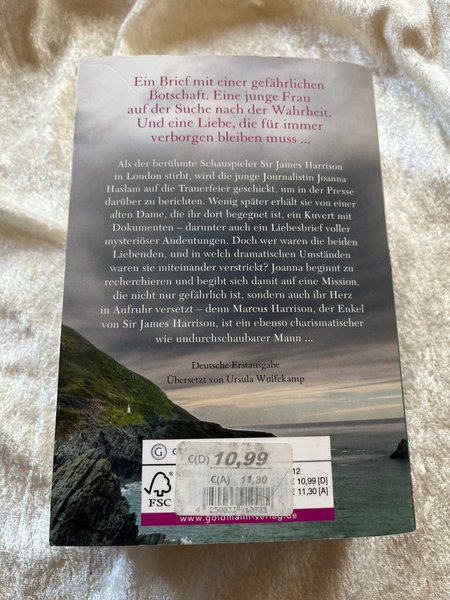 Ein Brief mit einer gefährlichen
Botschaft. Eine junge Frau
auf der Suche nach der Wahrheit.
Und eine Liebe, die für immer
verborgen bleiben muss ...
Als der berühmte Schauspieler Sir James Harrison
in London stirbt, wird die junge Journalistin Joanna
Haslam auf die Trauerfeier geschickt, um in der Presse
darüber zu berichten. Wenig später erhält sie von einer
alten Dame, die ihr dort begegnet ist, ein Kuvert mit
Dokumenten – darunter auch ein Liebesbrief voller
mysteriöser Andeutungen. Doch wer waren die beiden
Liebenden, und in welch dramatischen Umständen
waren sie miteinander verstrickt? Joanna beginnt zu
recherchieren und begibt sich damit auf eine Mission,
die nicht nur gefährlich ist, sondern auch ihr Herz
in Aufruhr versetzt – denn Marcus Harrison, der Enkel
von Sir James Harrison, ist ein ebenso charismatischer
wie undurchschaubarer Mann ...
Deutsche Erstausgabe
Übersetzt von Ursula Wulfekamp
G
€(D) 10,99
€(A) 11,30
12
€ 10,99 [D]
€ 11,30 [A]
FSC
www.goldmann-verlag.de